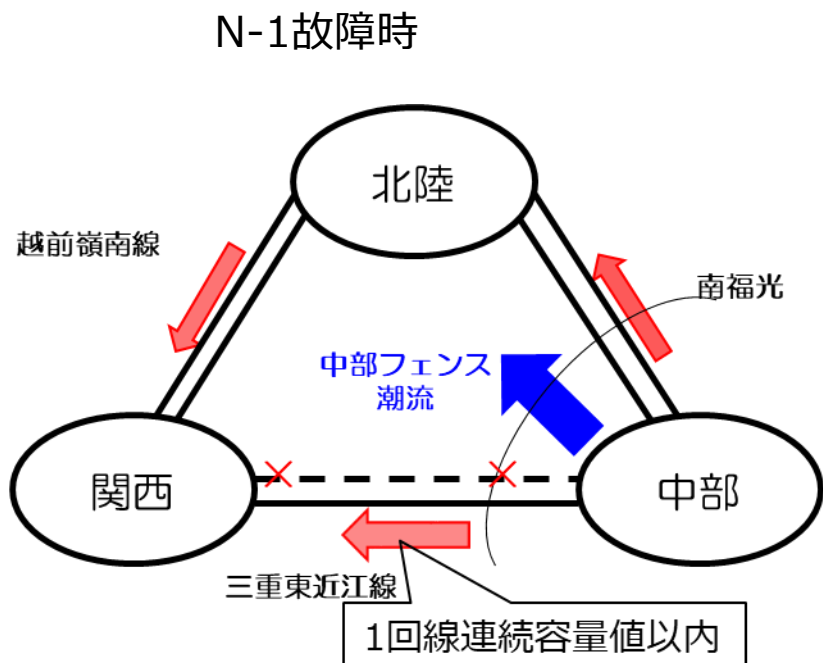 N-1故障時
北陸
越前嶺南線
南福光
中部フェンス
潮流
関西
中部
三重東近江線
1回線連続容量値以内